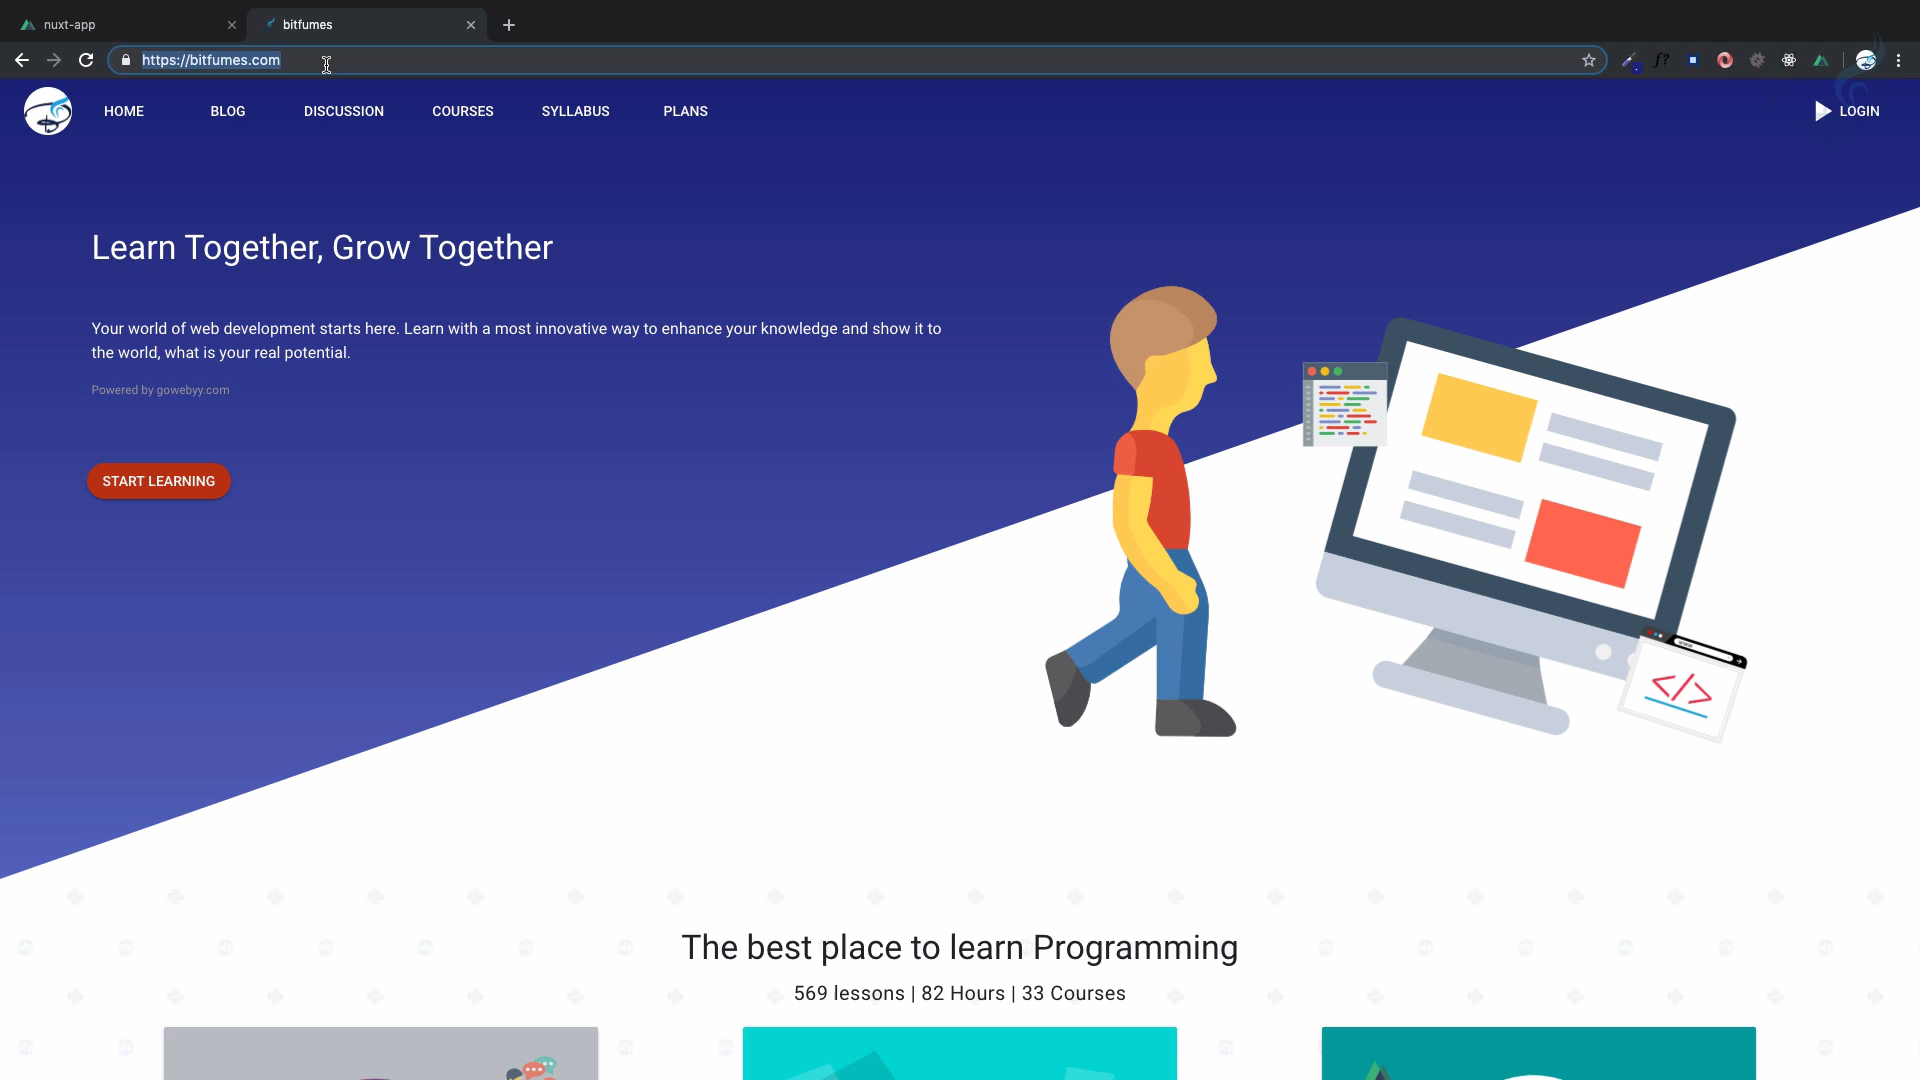 nuxt-app
bitfumes
https://bitfumes.com
f?
HOME
BLOG
DISCUSSION
COURSES
SYLLABUS
PLANS
LOGIN
Learn Together, Grow Together
Your world of web development starts here. Learn with a most innovative way to enhance your knowledge and show it to
the world, what is your real potential.
Powered by gowebyy.com
START LEARNING
</>
The best place to learn Programming
569 lessons | 82 Hours | 33 Courses